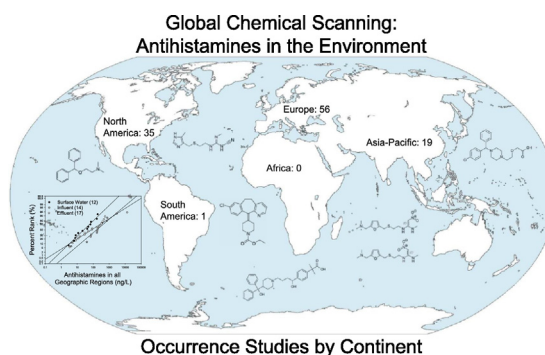 Global Chemical Scanning:
Antihistamines in the Environment
Europe: 56
North
America: 35
Asia-Pacific: 19
Africa: 0
South
America: 1
Surface Water (12)
Influent (14)
Effluent (17)
Percent Rank (%)
Antihistamines in all
Geographic Regions (ng/L)
Occurrence Studies by Continent